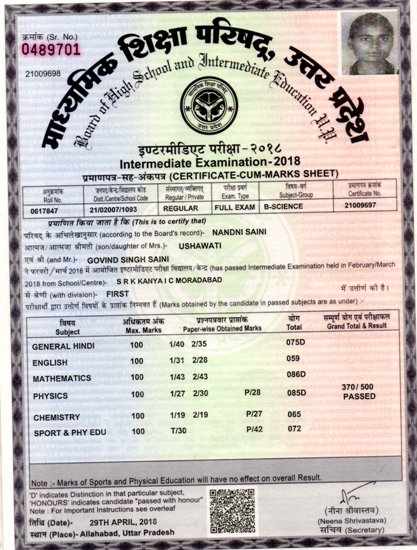 क्रमांक (Sr. No.)
0489701
21009698
माध्यमिक शिक्षा परिषद, उत्तर प्रदेश
Board of High School and Intermediate Education U.P.
इण्टरमीडिएट परीक्षा - २०१८
Intermediate Examination-2018
प्रमाणपत्र-सह-अंकपत्र (CERTIFICATE-CUM-MARKS SHEET)
अनुक्रमांक जनपद/केन्द्र/विद्यालय कोड संस्थागत/व्यक्तिगत परीक्षा प्रकार विषय-वर्ग प्रमाणपत्र क्रमांक
Roll No. Distt./Centre/School Code Regular / Private Exam. Type Subject-Group Certificate No.
0617847 21/02007/1093 REGULAR FULL EXAM B-SCIENCE 21009697
प्रमाणित किया जाता है कि (This is to certify that)
परिषद के अभिलेखानुसार (according to the Board's record)- NANDNI SAINI
आत्मज/आत्मजा श्रीमती (son/daughter of Mrs.)- USHAWATI
एवं श्री (and Mr.)- GOVIND SINGH SAINI
ने फरवरी/मार्च 2018 में आयोजित इण्टरमीडिएट परीक्षा विद्यालय/केन्द्र (has passed Intermediate Examination held in February/March
2018 from School/Centre)- S R K KANYA I C MORADABAD
से श्रेणी (with division)- FIRST में उत्तीर्ण की है।
परीक्षार्थी द्वारा उत्तीर्ण विषयों के प्राप्तांक निम्नवत हैं (Marks obtained by the candidate in passed subjects are as under) :-
विषय अधिकतम अंक प्रश्नपत्रवार प्राप्तांक योग सम्पूर्ण योग एवं परीक्षाफल
Subject Max. Marks Paper-wise Obtained Marks Total Grand Total & Result
GENERAL HINDI 100 1/40 2/35 075D
ENGLISH 100 1/31 2/28 059
MATHEMATICS 100 1/43 2/43 086D
PHYSICS 100 1/27 2/30 P/28 085D 370/500
PASSED
CHEMISTRY 100 1/19 2/19 P/27 065
SPORT & PHY EDU 100 T/30 P/42 072
Note :- Marks of Sports and Physical Education will have no effect on overall Result.
'D' indicates Distinction in that particular subject,
'HONOURS' indicates candidate "passed with honour"
Note : For Important Instructions see overleaf
तिथि (Date)- 29TH APRIL, 2018
स्थान (Place)- Allahabad, Uttar Pradesh
(नीना श्रीवास्तव)
(Neena Shrivastava)
सचिव (Secretary)